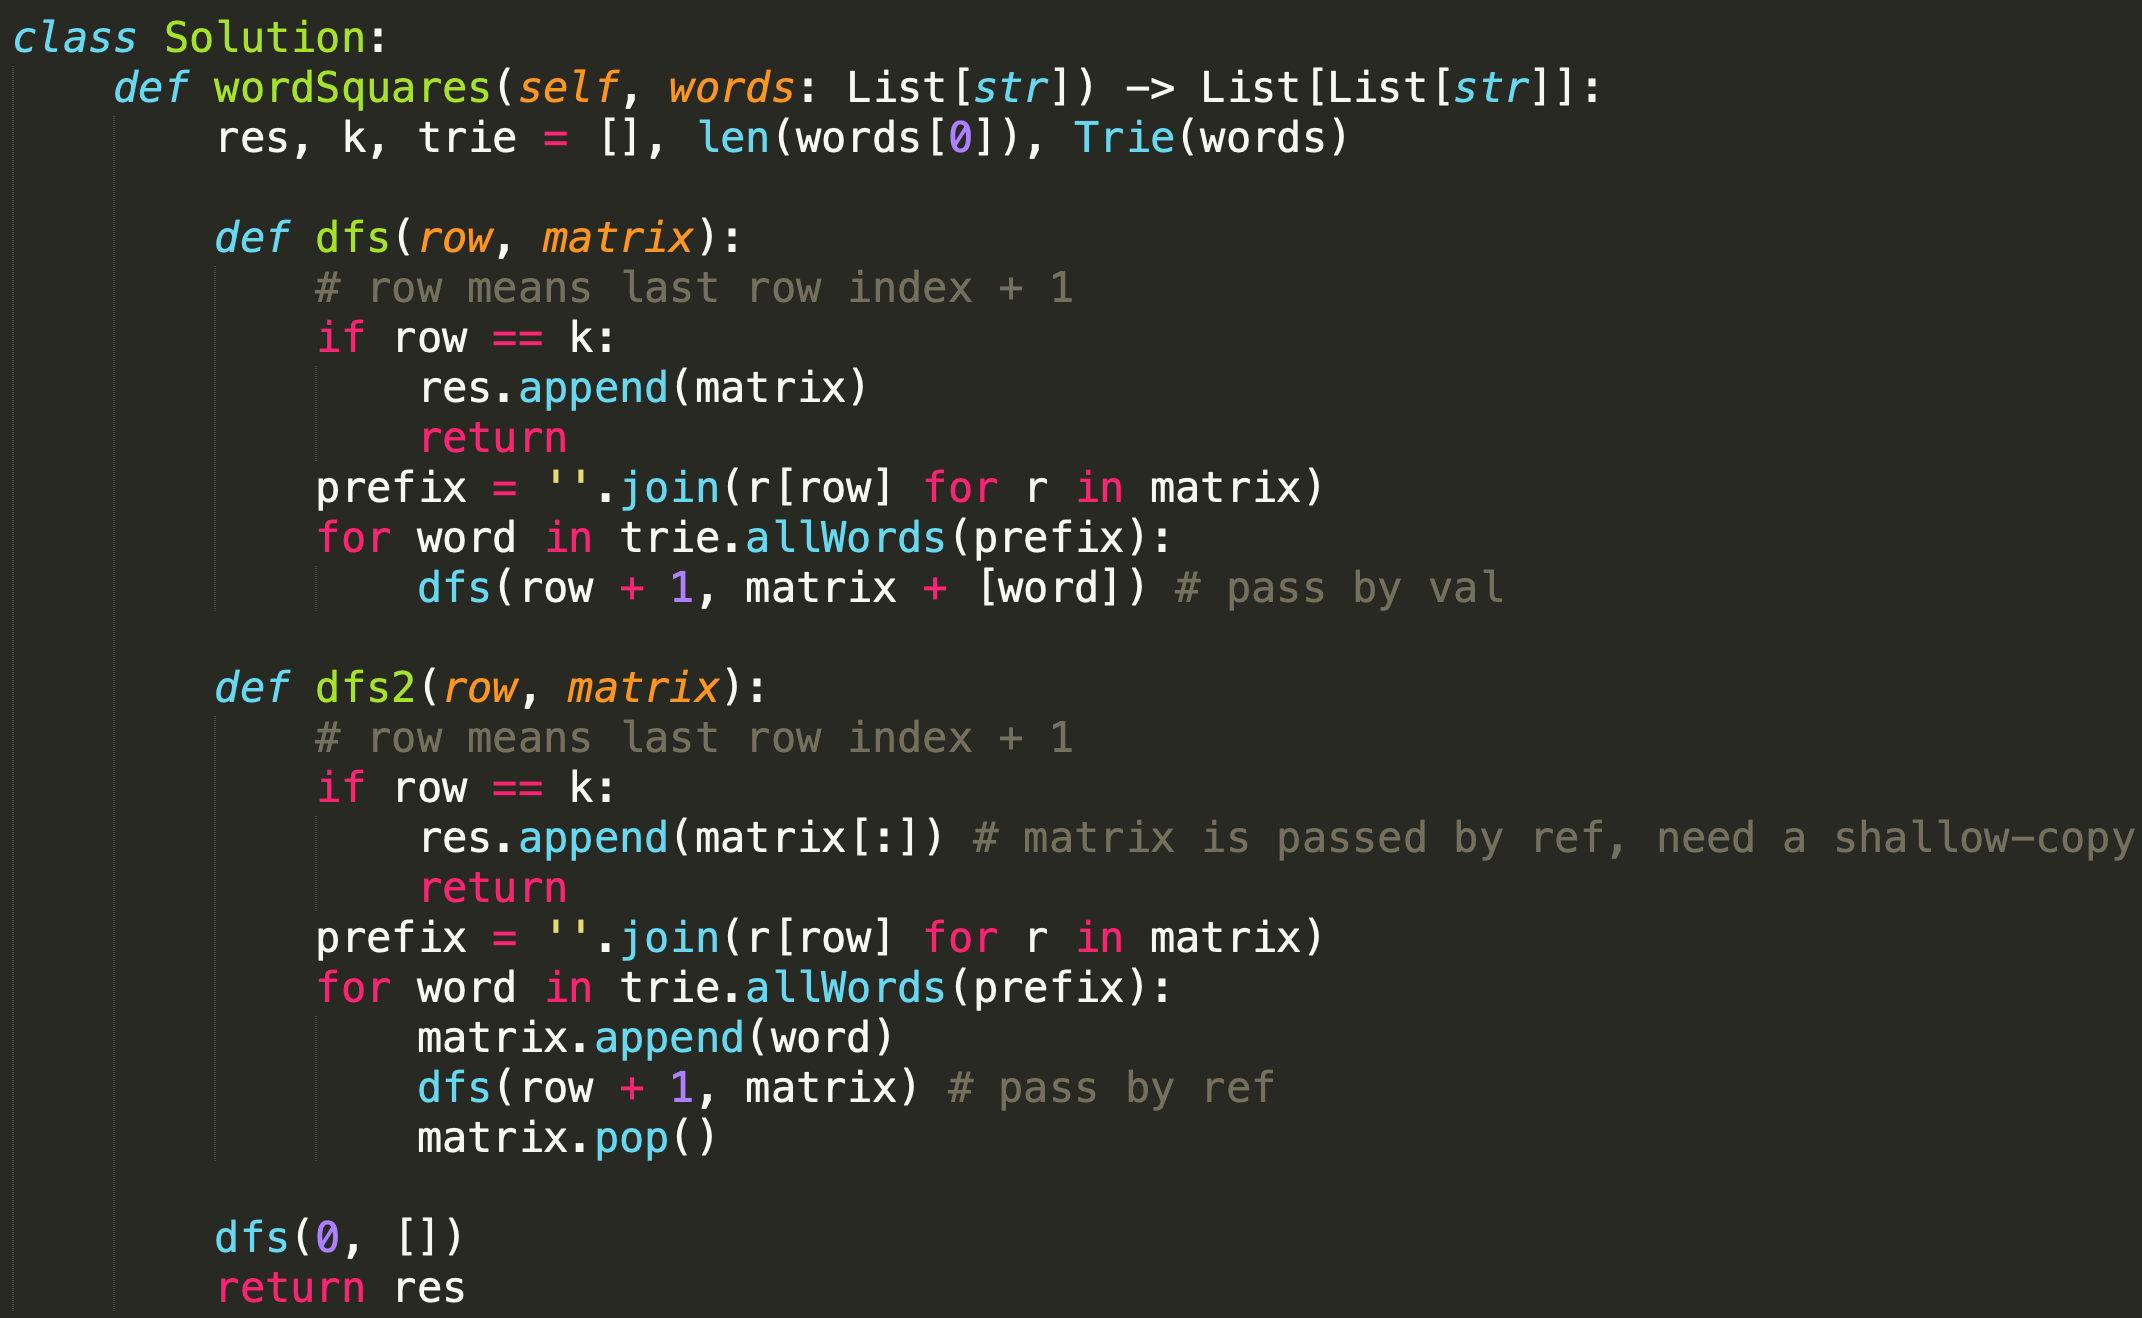 class Solution:
    def wordSquares(self, words: List[str]) -> List[List[str]]:
        res, k, trie = [], len(words[0]), Trie(words)

        def dfs(row, matrix):
            # row means last row index + 1
            if row == k:
                res.append(matrix)
                return
            prefix = ''.join(r[row] for r in matrix)
            for word in trie.allWords(prefix):
                dfs(row + 1, matrix + [word]) # pass by val

        def dfs2(row, matrix):
            # row means last row index + 1
            if row == k:
                res.append(matrix[:]) # matrix is passed by ref, need a shallow-copy
                return
            prefix = ''.join(r[row] for r in matrix)
            for word in trie.allWords(prefix):
                matrix.append(word)
                dfs(row + 1, matrix) # pass by ref
                matrix.pop()

        dfs(0, [])
        return res